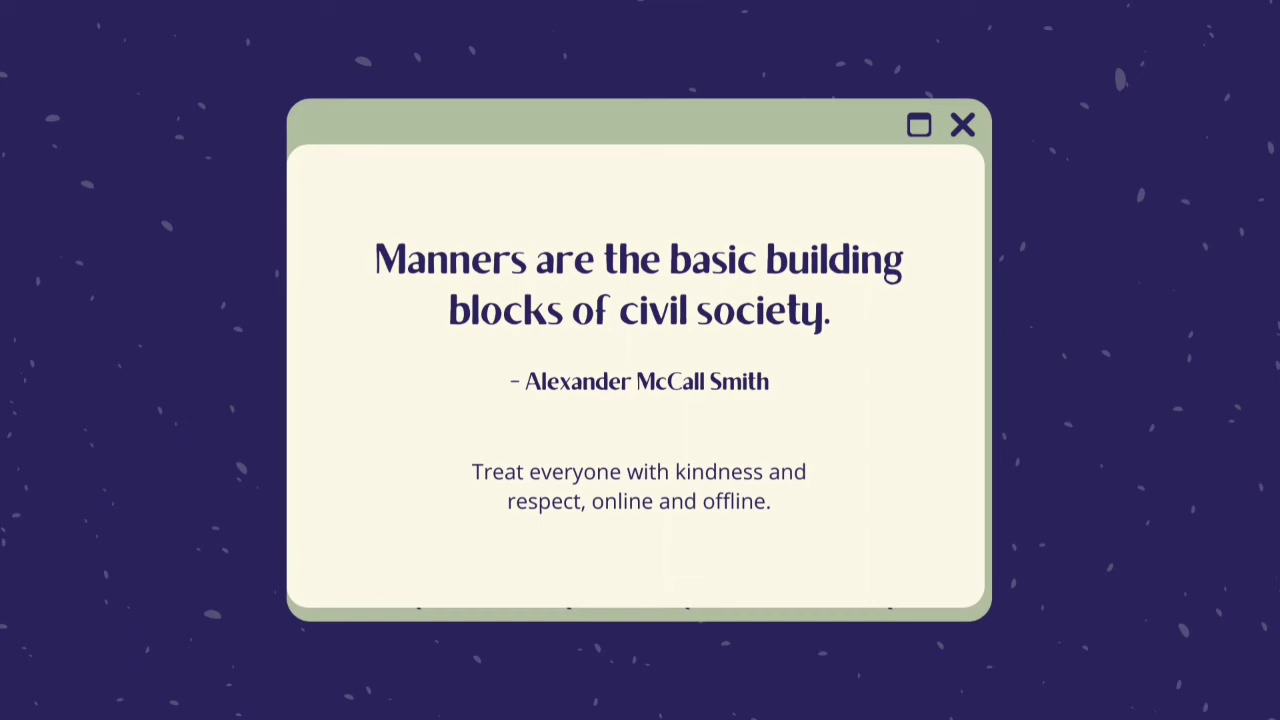 Manners are the basic building
blocks of civil society.
- Alexander McCall Smith
Treat everyone with kindness and
respect, online and offline.